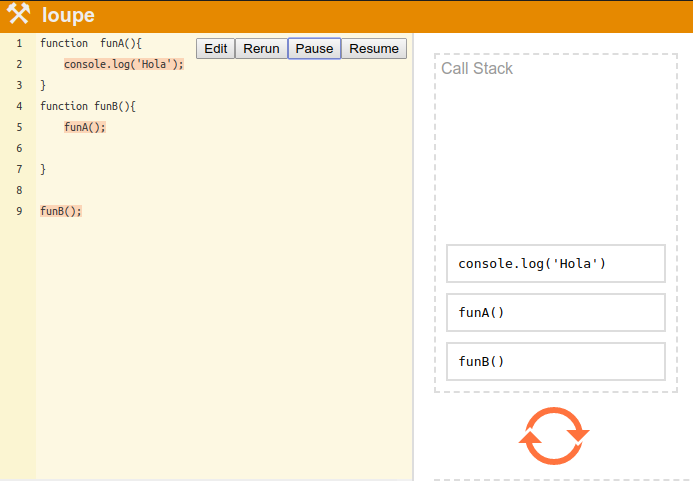 loupe
Edit Rerun Pause Resume
1 function  funA(){
2     console.log('Hola');
3 }
4 function funB(){
5     funA();
6
7 }
8
9 funB();
Call Stack
console.log('Hola')
funA()
funB()